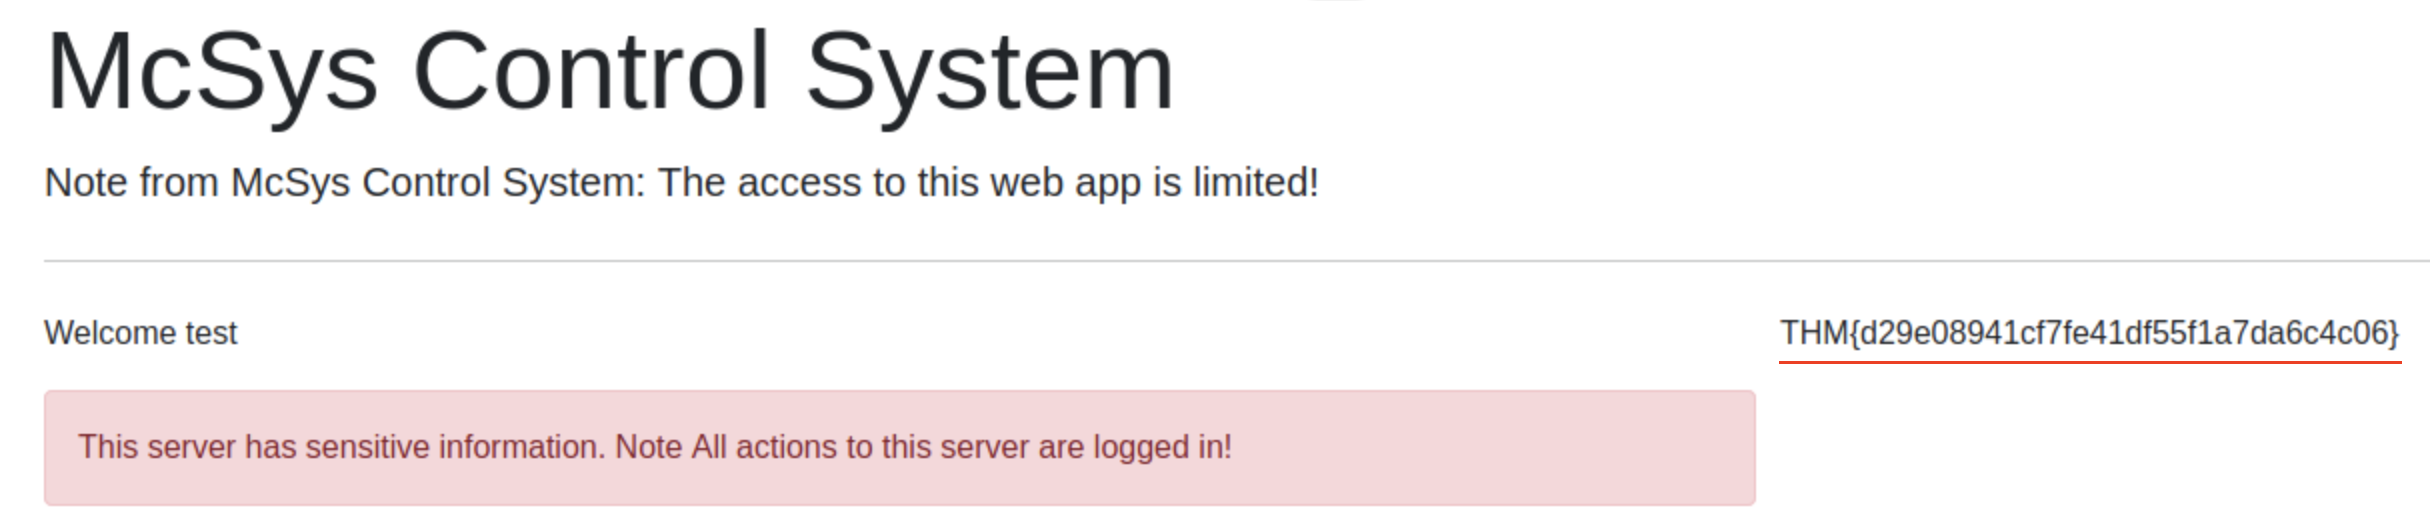 McSys Control System
Note from McSys Control System: The access to this web app is limited!
Welcome test
THM{d29e08941cf7fe41df55f1a7da6c4c06}
This server has sensitive information. Note All actions to this server are logged in!